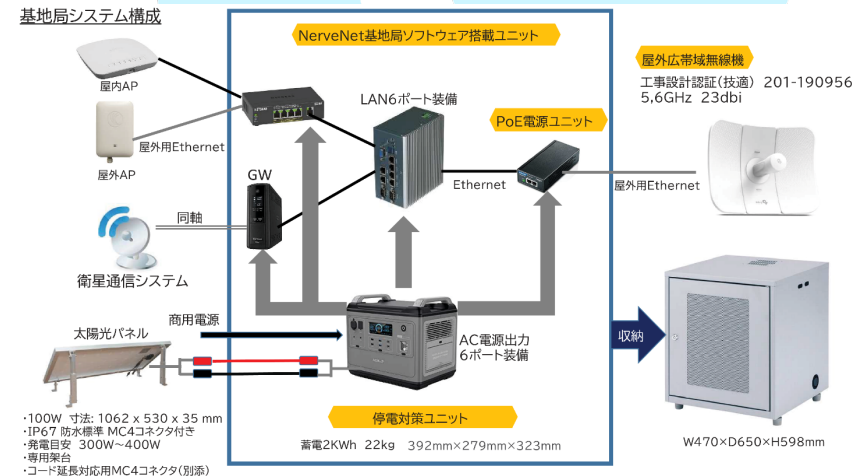 基地局システム構成
NerveNet基地局ソフトウェア搭載ユニット
屋外広帯域無線機
工事設計認証(技適) 201-190956
5,6GHz 23dbi
屋内AP
LAN6ポート装備
PoE電源ユニット
屋外用Ethernet
屋外AP
GW
Ethernet
屋外用Ethernet
同軸
衛星通信システム
商用電源
太陽光パネル
AC電源出力
6ポート装備
収納
停電対策ユニット
蓄電2KWh 22kg 392mm×279mm×323mm
W470×D650×H598mm
・100W 寸法: 1062 x 530 x 35 mm
・IP67 防水標準 MC4コネクタ付き
・発電目安 300W~400W
・専用架台
・コード延長対応用MC4コネクタ(別添)